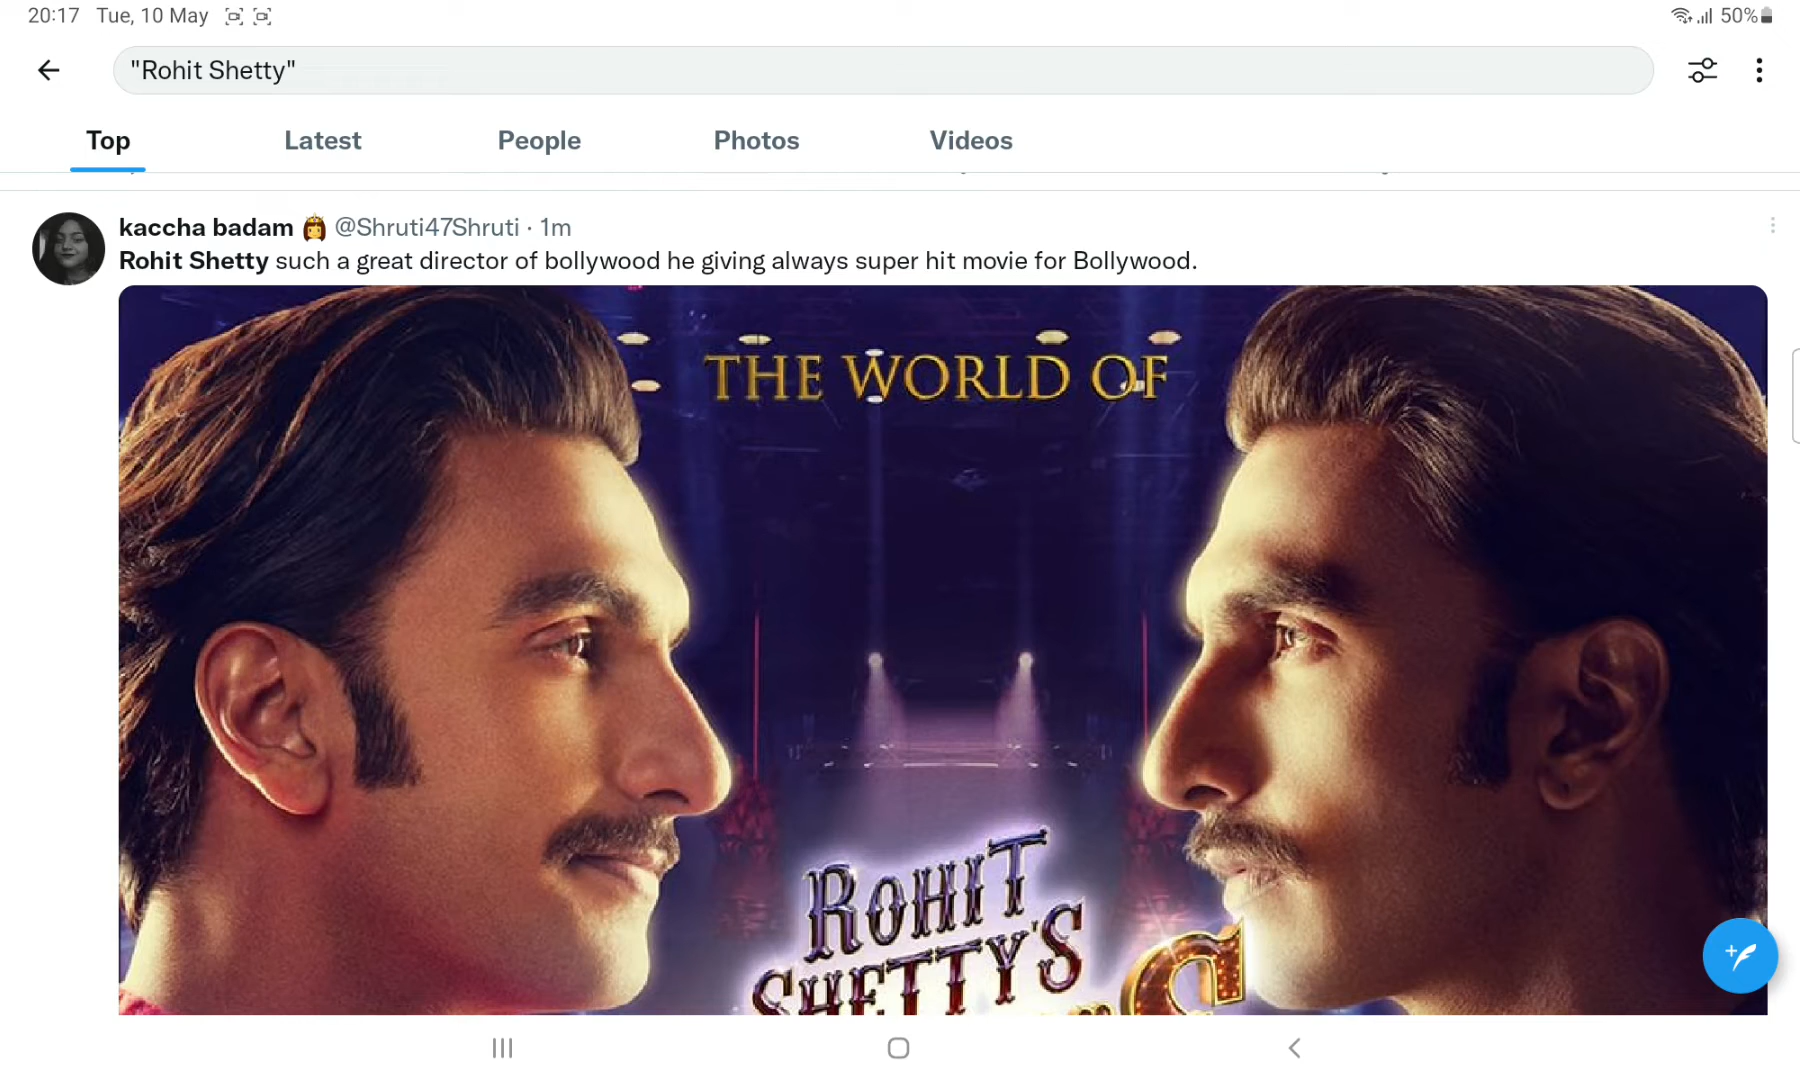 20:17 Tue, 10 May 50%
"Rohit Shetty"
Top Latest People Photos Videos
kaccha badam 👸 @Shruti47Shruti · 1m
Rohit Shetty such a great director of bollywood he giving always super hit movie for Bollywood.
THE WORLD OF
ROHIT
SHETTY'S